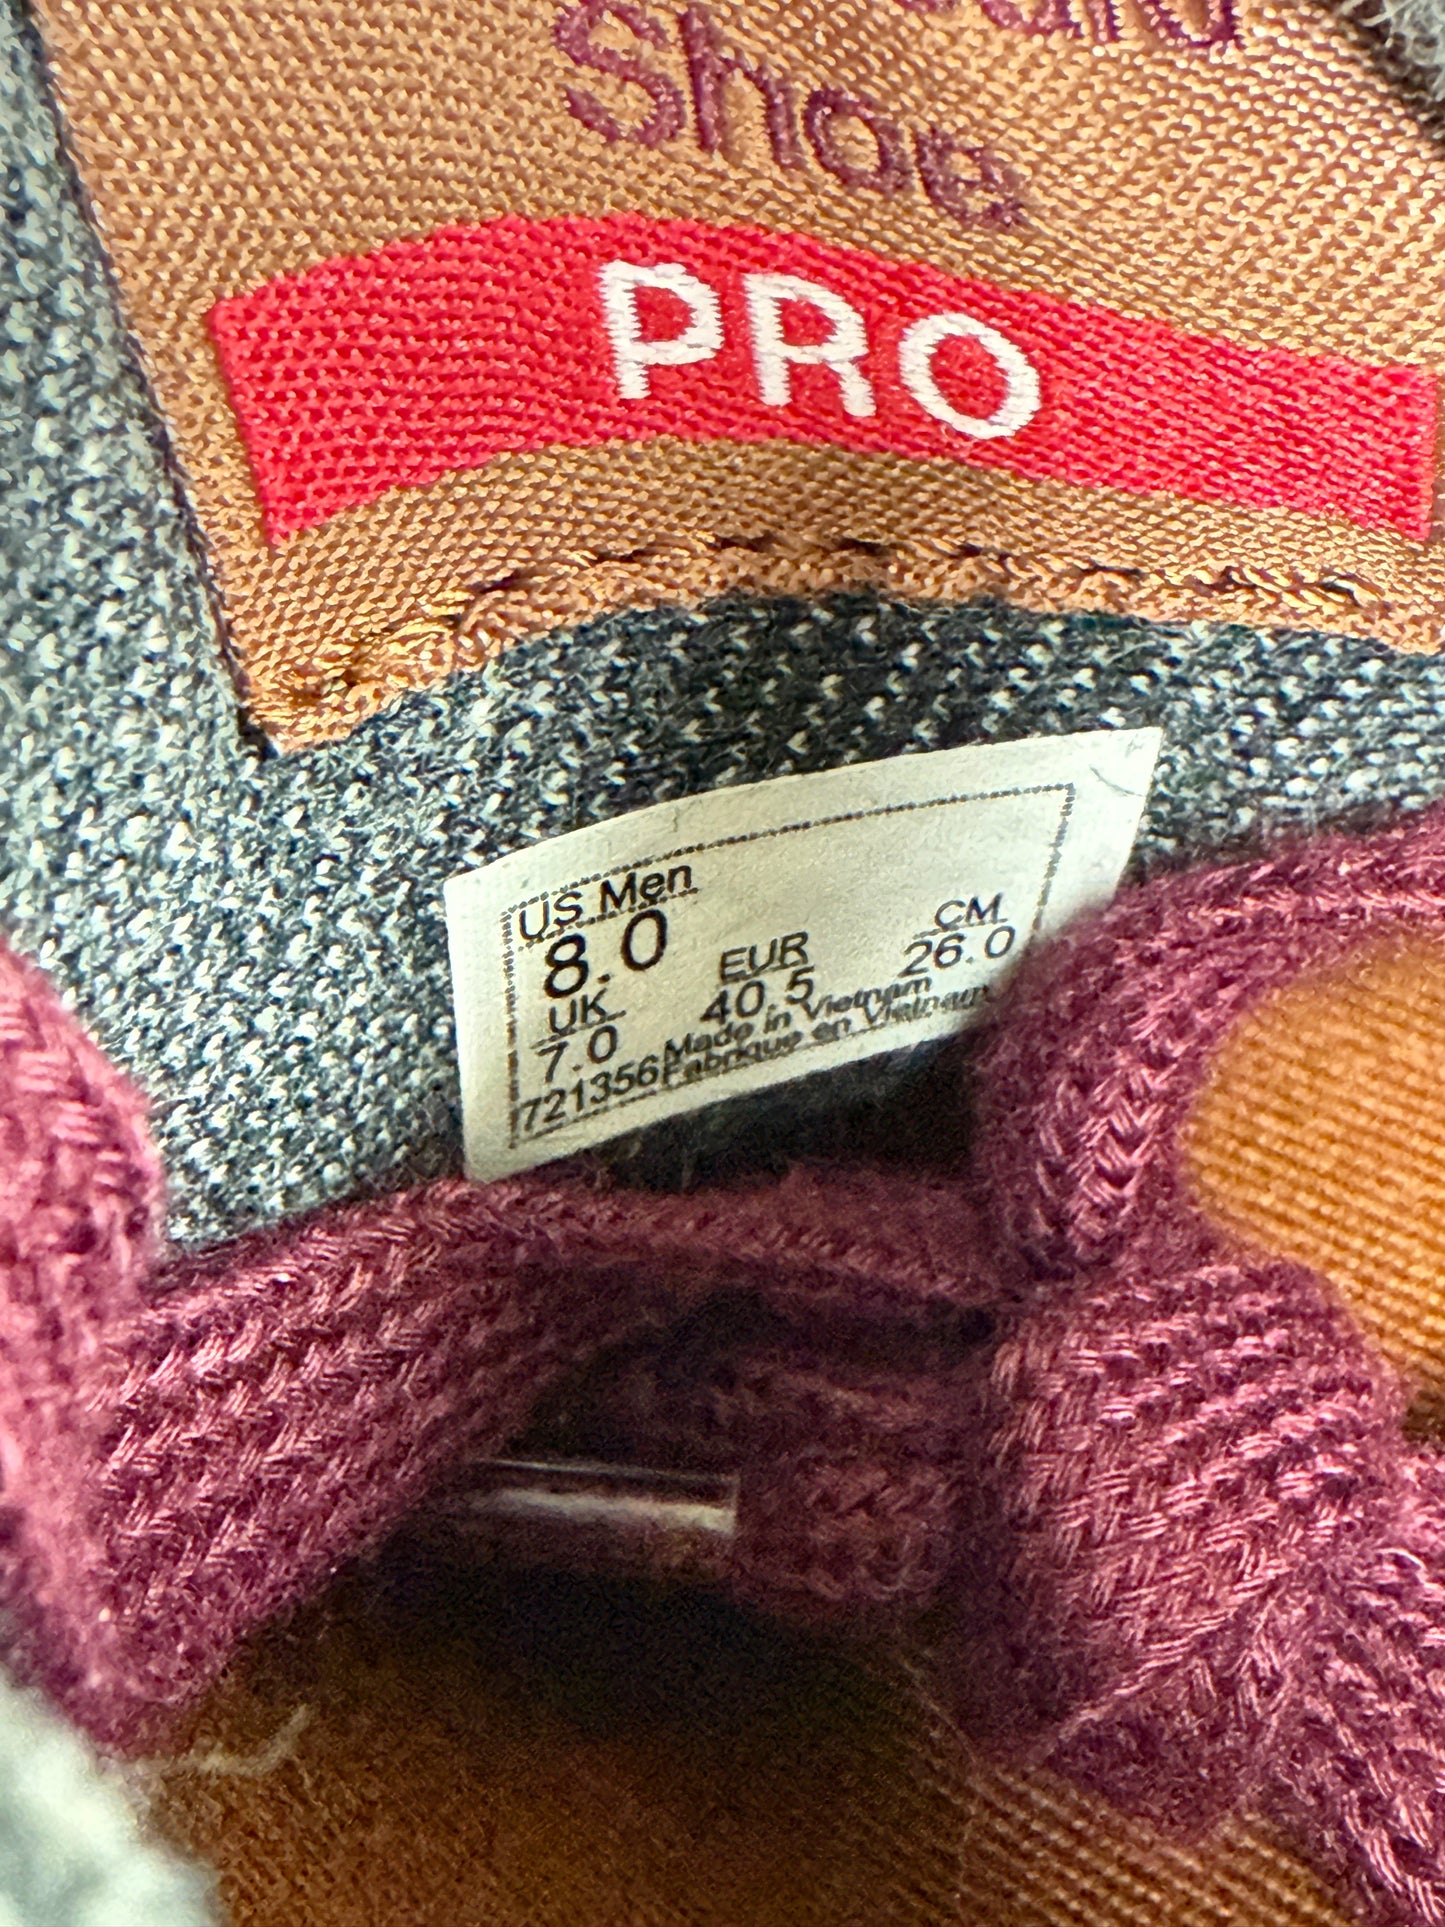 Shoe
PRO
US Men
8.0
UK
7.0
EUR
40.5
CM
26.0
721356
Made in Vietnam
Fabrique en Vietnam